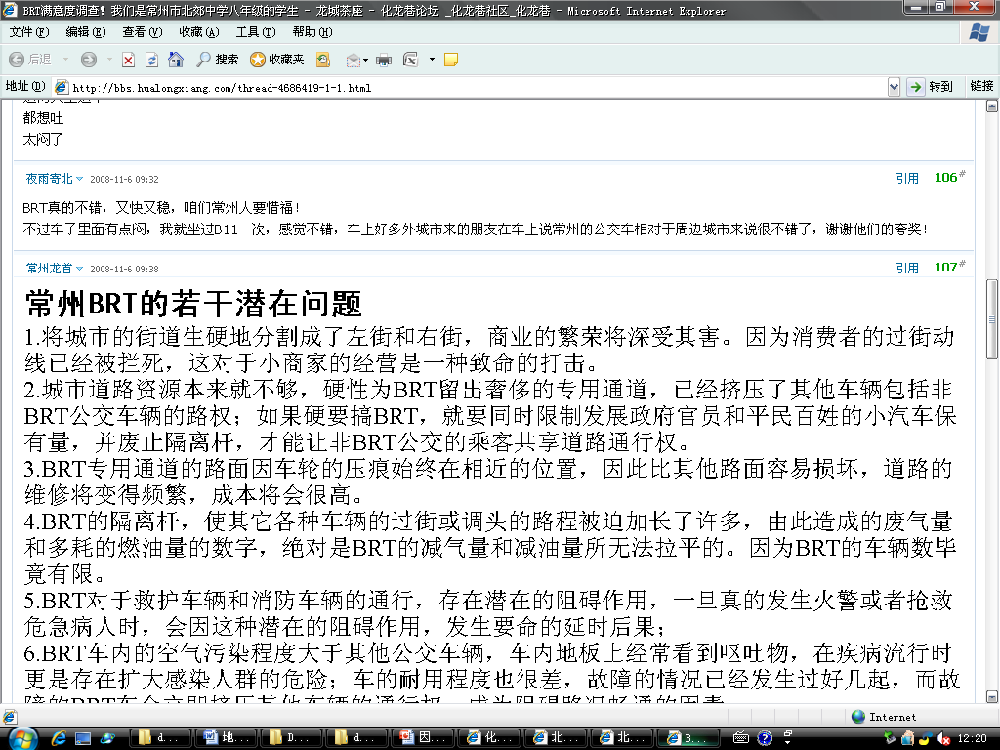 BRT满意度调查！我们是常州市北郊中学八年级的学生 - 龙城茶座 - 化龙巷论坛 _化龙巷社区_化龙巷 - Microsoft Internet Explorer
文件(F) 编辑(E) 查看(V) 收藏(A) 工具(T) 帮助(H)
后退 搜索 收藏夹
地址(D) http://bbs.hualongxiang.com/thread-4686419-1-1.html 转到 链接
都想吐
太闷了
夜雨寄北 2008-11-6 09:32 引用 106#
BRT真的不错，又快又稳，咱们常州人要惜福！
不过车子里面有点闷，我就坐过B11一次，感觉不错，车上好多外城市来的朋友在车上说常州的公交车相对于周边城市来说很不错了，谢谢他们的夸奖！
常州龙首 2008-11-6 09:38 引用 107#
常州BRT的若干潜在问题
1.将城市的街道生硬地分割成了左街和右街，商业的繁荣将深受其害。因为消费者的过街动
线已经被拦死，这对于小商家的经营是一种致命的打击。
2.城市道路资源本来就不够，硬性为BRT留出奢侈的专用通道，已经挤压了其他车辆包括非
BRT公交车辆的路权；如果硬要搞BRT，就要同时限制发展政府官员和平民百姓的小汽车保
有量，并废止隔离杆，才能让非BRT公交的乘客共享道路通行权。
3.BRT专用通道的路面因车轮的压痕始终在相近的位置，因此比其他路面容易损坏，道路的
维修将变得频繁，成本将会很高。
4.BRT的隔离杆，使其它各种车辆的过街或调头的路程被迫加长了许多，由此造成的废气量
和多耗的燃油量的数字，绝对是BRT的减气量和减油量所无法拉平的。因为BRT的车辆数毕
竟有限。
5.BRT对于救护车辆和消防车辆的通行，存在潜在的阻碍作用，一旦真的发生火警或者抢救
危急病人时，会因这种潜在的阻碍作用，发生要命的延时后果；
6.BRT车内的空气污染程度大于其他公交车辆，车内地板上经常看到呕吐物，在疾病流行时
更是存在扩大感染人群的危险；车的耐用程度也很差，故障的情况已经发生过好几起，而故
障的BRT车会立即挤压其他车辆的通行权，成为阻碍路况畅通的因素
Internet
d... 地... D... d... 因... 化... 北... 北... B... 12:20